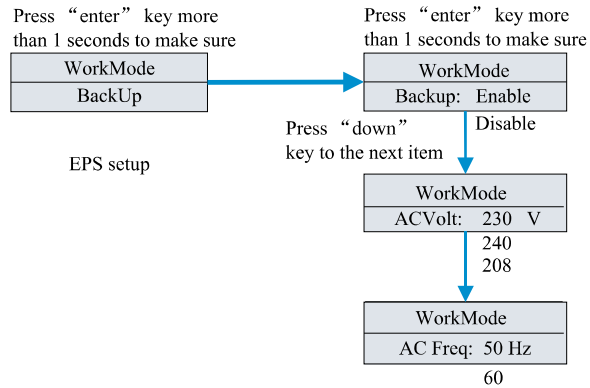 Press “enter” key more
than 1 seconds to make sure
WorkMode
BackUp
EPS setup
Press “enter” key more
than 1 seconds to make sure
WorkMode
Backup: Enable
Disable
Press “down”
key to the next item
WorkMode
ACVolt: 230 V
240
208
WorkMode
AC Freq: 50 Hz
60